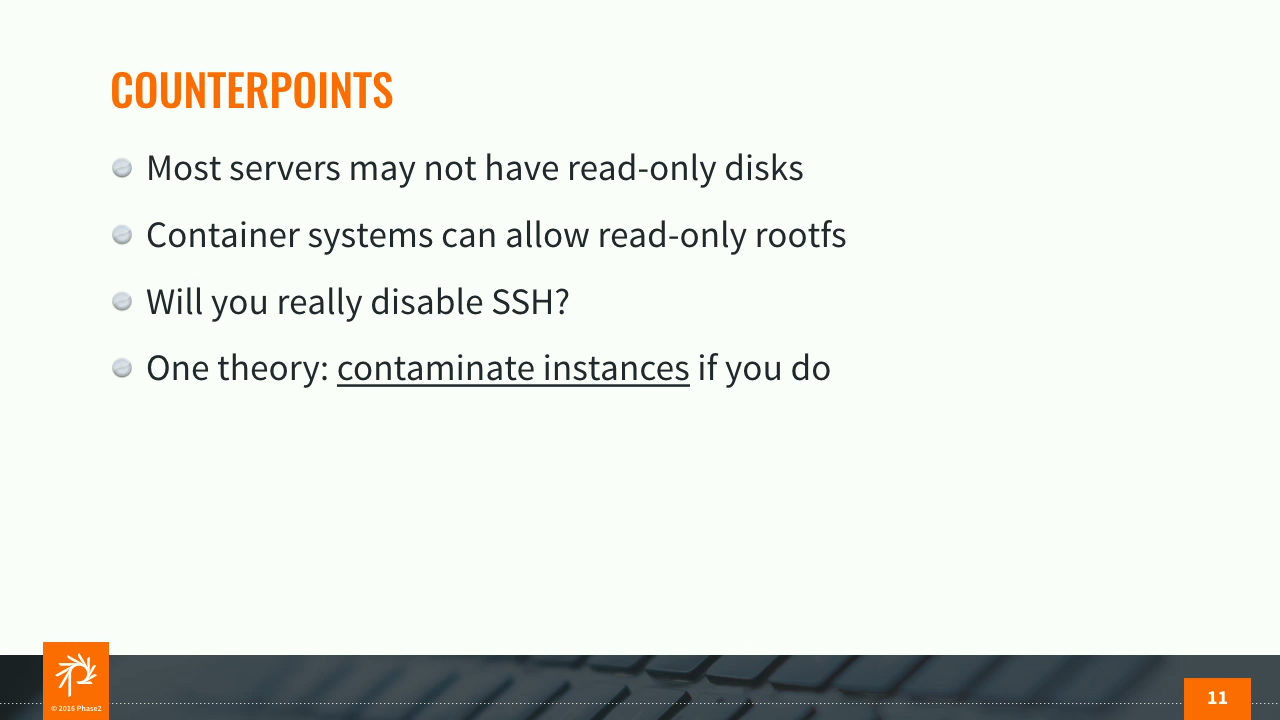 COUNTERPOINTS
Most servers may not have read-only disks
Container systems can allow read-only rootfs
Will you really disable SSH?
One theory: contaminate instances if you do
© 2016 Phase2
11